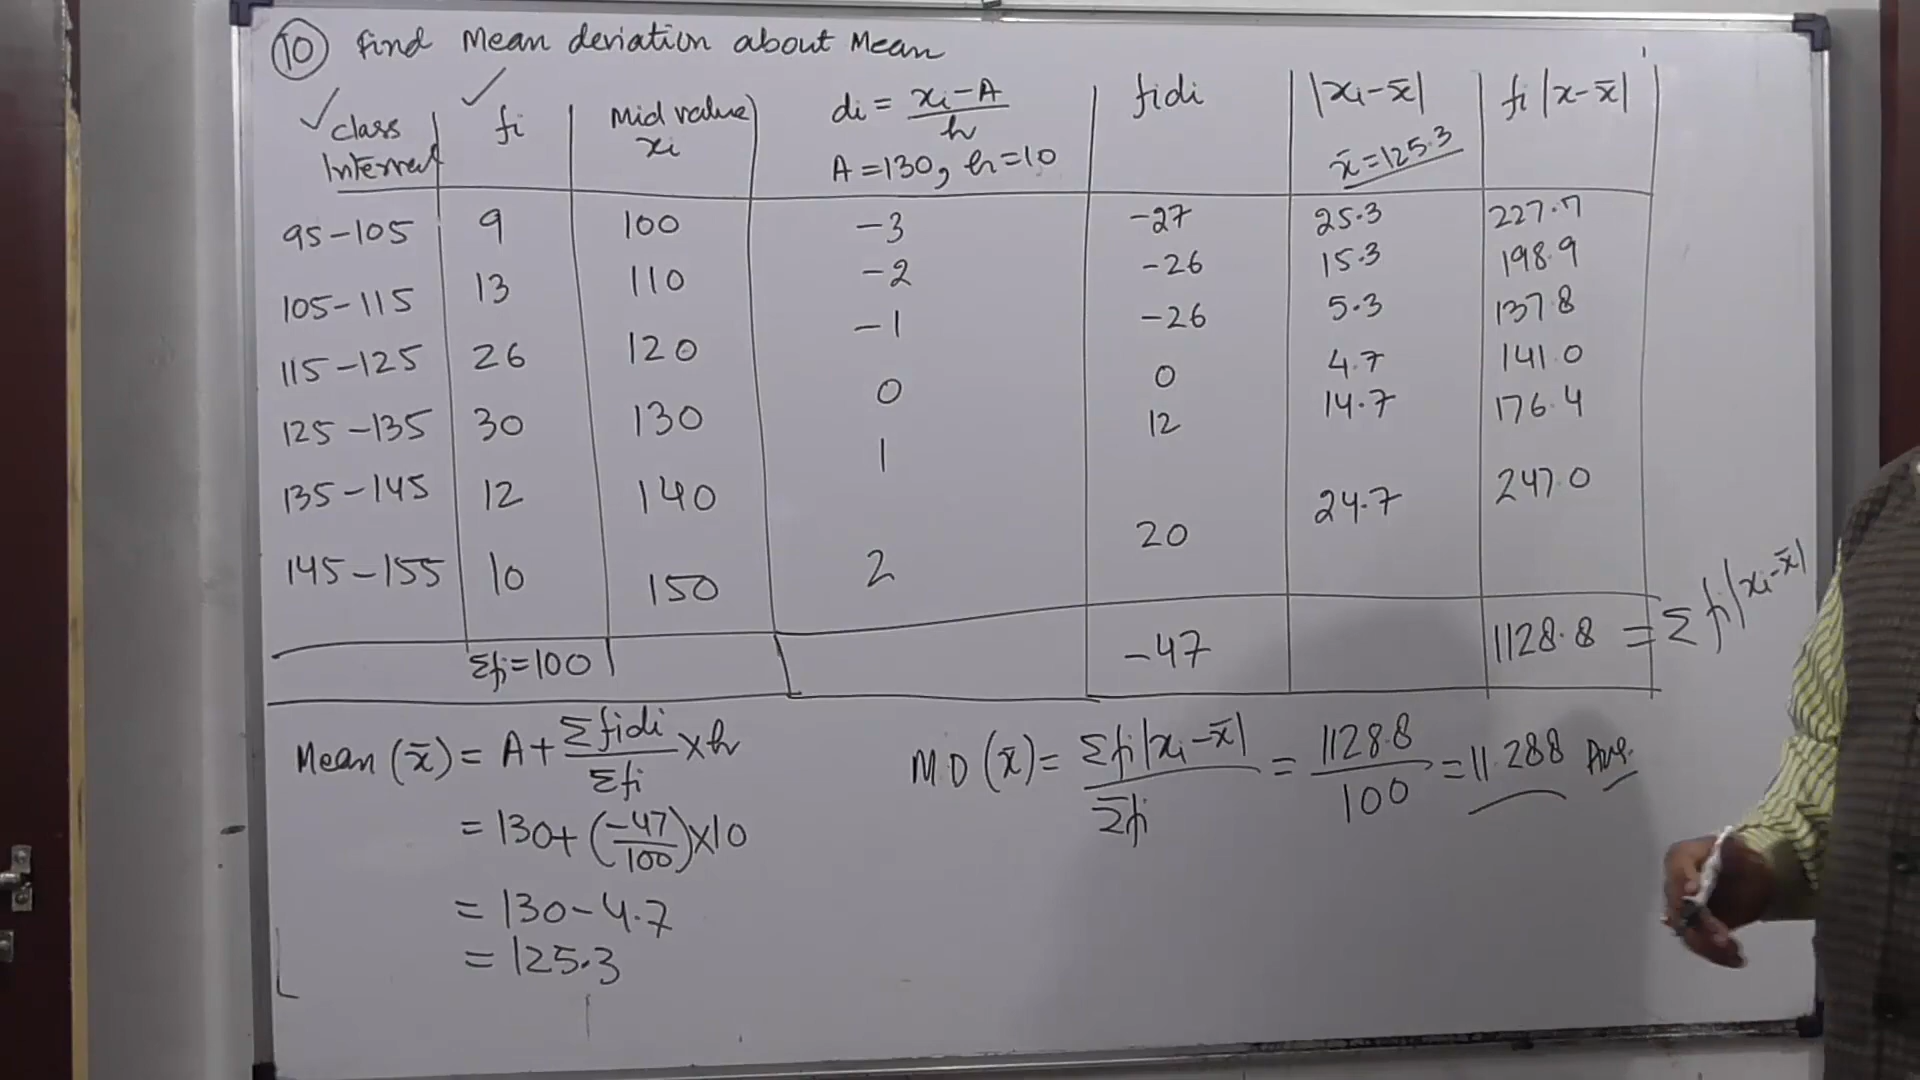 10 Find Mean deviation about Mean
Class Interval | fi | Mid value xi | di = (xi-A)/h A=130, h=10 | fidi | |xi-x̄| x̄=125.3 | fi |x-x̄|
95-105 | 9 | 100 | -3 | -27 | 25.3 | 227.7
105-115 | 13 | 110 | -2 | -26 | 15.3 | 198.9
115-125 | 26 | 120 | -1 | -26 | 5.3 | 137.8
125-135 | 30 | 130 | 0 | 0 | 4.7 | 141.0
135-145 | 12 | 140 | 1 | 12 | 14.7 | 176.4
145-155 | 10 | 150 | 2 | 20 | 24.7 | 247.0
Σfi=100 | -47 | 1128.8 = Σ fi|xi-x̄|
Mean (x̄) = A+ Σfidi/Σfi ×h
= 130+ (-47/100)×10
= 130-4.7
= 125.3
M.D (x̄)= Σfi|xi-x̄|/Σfi = 1128.8/100 = 11.288 Ans.